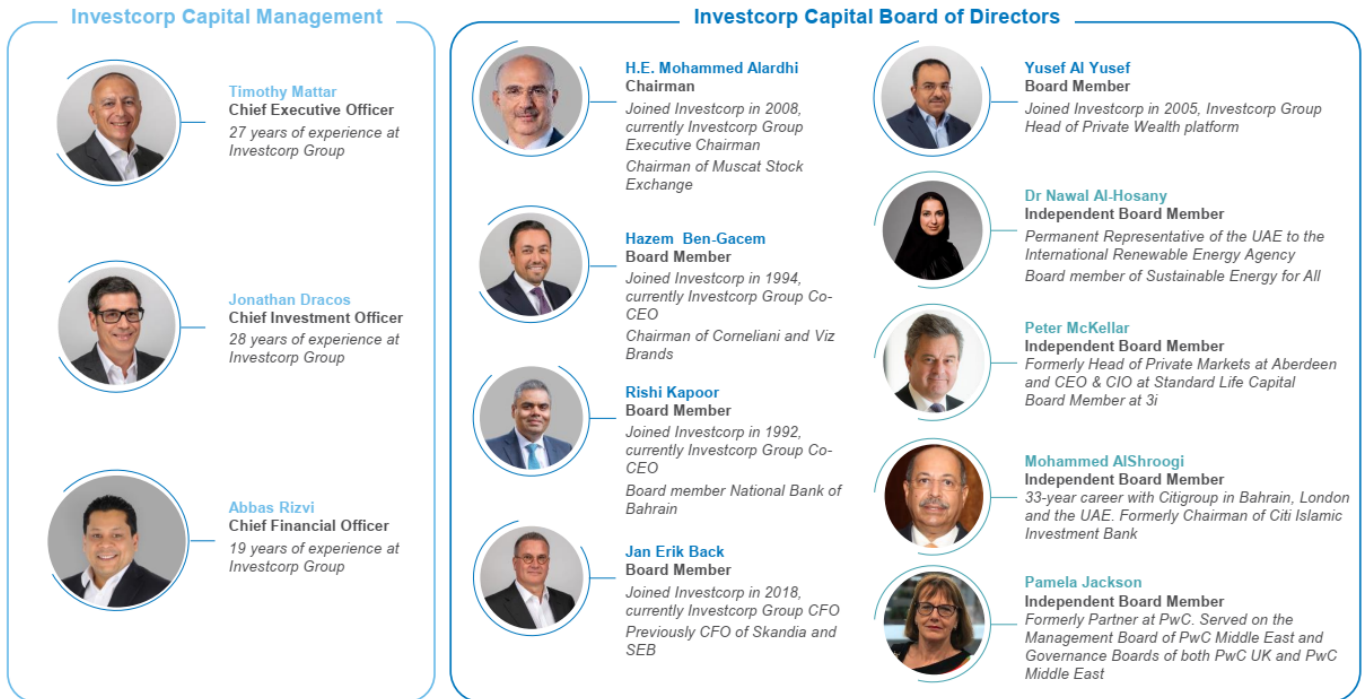 Investcorp Capital Management
Timothy Mattar
Chief Executive Officer
27 years of experience at
Investcorp Group
Jonathan Dracos
Chief Investment Officer
28 years of experience at
Investcorp Group
Abbas Rizvi
Chief Financial Officer
19 years of experience at
Investcorp Group
Investcorp Capital Board of Directors
H.E. Mohammed Alardhi
Chairman
Joined Investcorp in 2008,
currently Investcorp Group
Executive Chairman
Chairman of Muscat Stock
Exchange
Hazem Ben-Gacem
Board Member
Joined Investcorp in 1994,
currently Investcorp Group Co-
CEO
Chairman of Corneliani and Viz
Brands
Rishi Kapoor
Board Member
Joined Investcorp in 1992,
currently Investcorp Group Co-
CEO
Board member National Bank of
Bahrain
Jan Erik Back
Board Member
Joined Investcorp in 2018,
currently Investcorp Group CFO
Previously CFO of Skandia and
SEB
Yusef Al Yusef
Board Member
Joined Investcorp in 2005, Investcorp Group
Head of Private Wealth platform
Dr Nawal Al-Hosany
Independent Board Member
Permanent Representative of the UAE to the
International Renewable Energy Agency
Board member of Sustainable Energy for All
Peter McKellar
Independent Board Member
Formerly Head of Private Markets at Aberdeen
and CEO & CIO at Standard Life Capital
Board Member at 3i
Mohammed AlShroogi
Independent Board Member
33-year career with Citigroup in Bahrain, London
and the UAE. Formerly Chairman of Citi Islamic
Investment Bank
Pamela Jackson
Independent Board Member
Formerly Partner at PwC. Served on the
Management Board of PwC Middle East and
Governance Boards of both PwC UK and PwC
Middle East